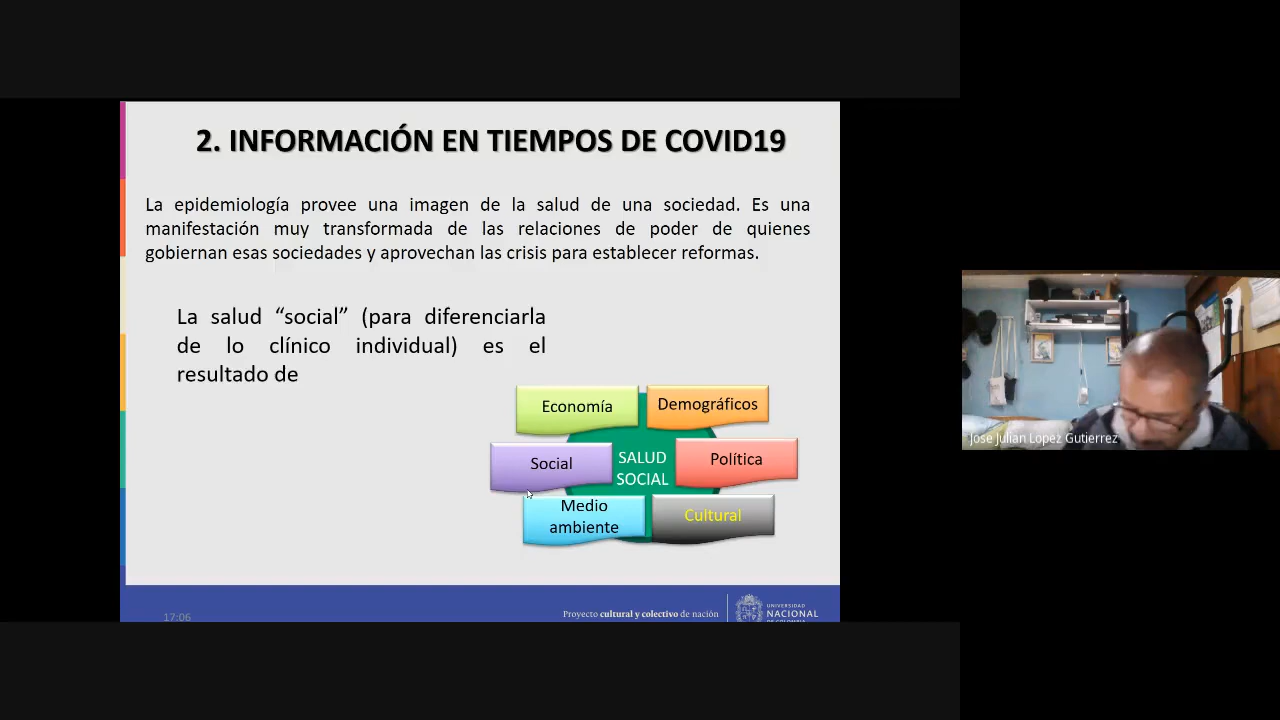 2. INFORMACIÓN EN TIEMPOS DE COVID19
La epidemiología provee una imagen de la salud de una sociedad. Es una
manifestación muy transformada de las relaciones de poder de quienes
gobiernan esas sociedades y aprovechan las crisis para establecer reformas.
La salud “social” (para diferenciarla
de lo clínico individual) es el
resultado de
Economía
Demográficos
Social
SALUD
SOCIAL
Política
Medio
ambiente
Cultural
17:06
Proyecto cultural y colectivo de nación
UNIVERSIDAD
NACIONAL
DE COLOMBIA
Jose Julian Lopez Gutierrez